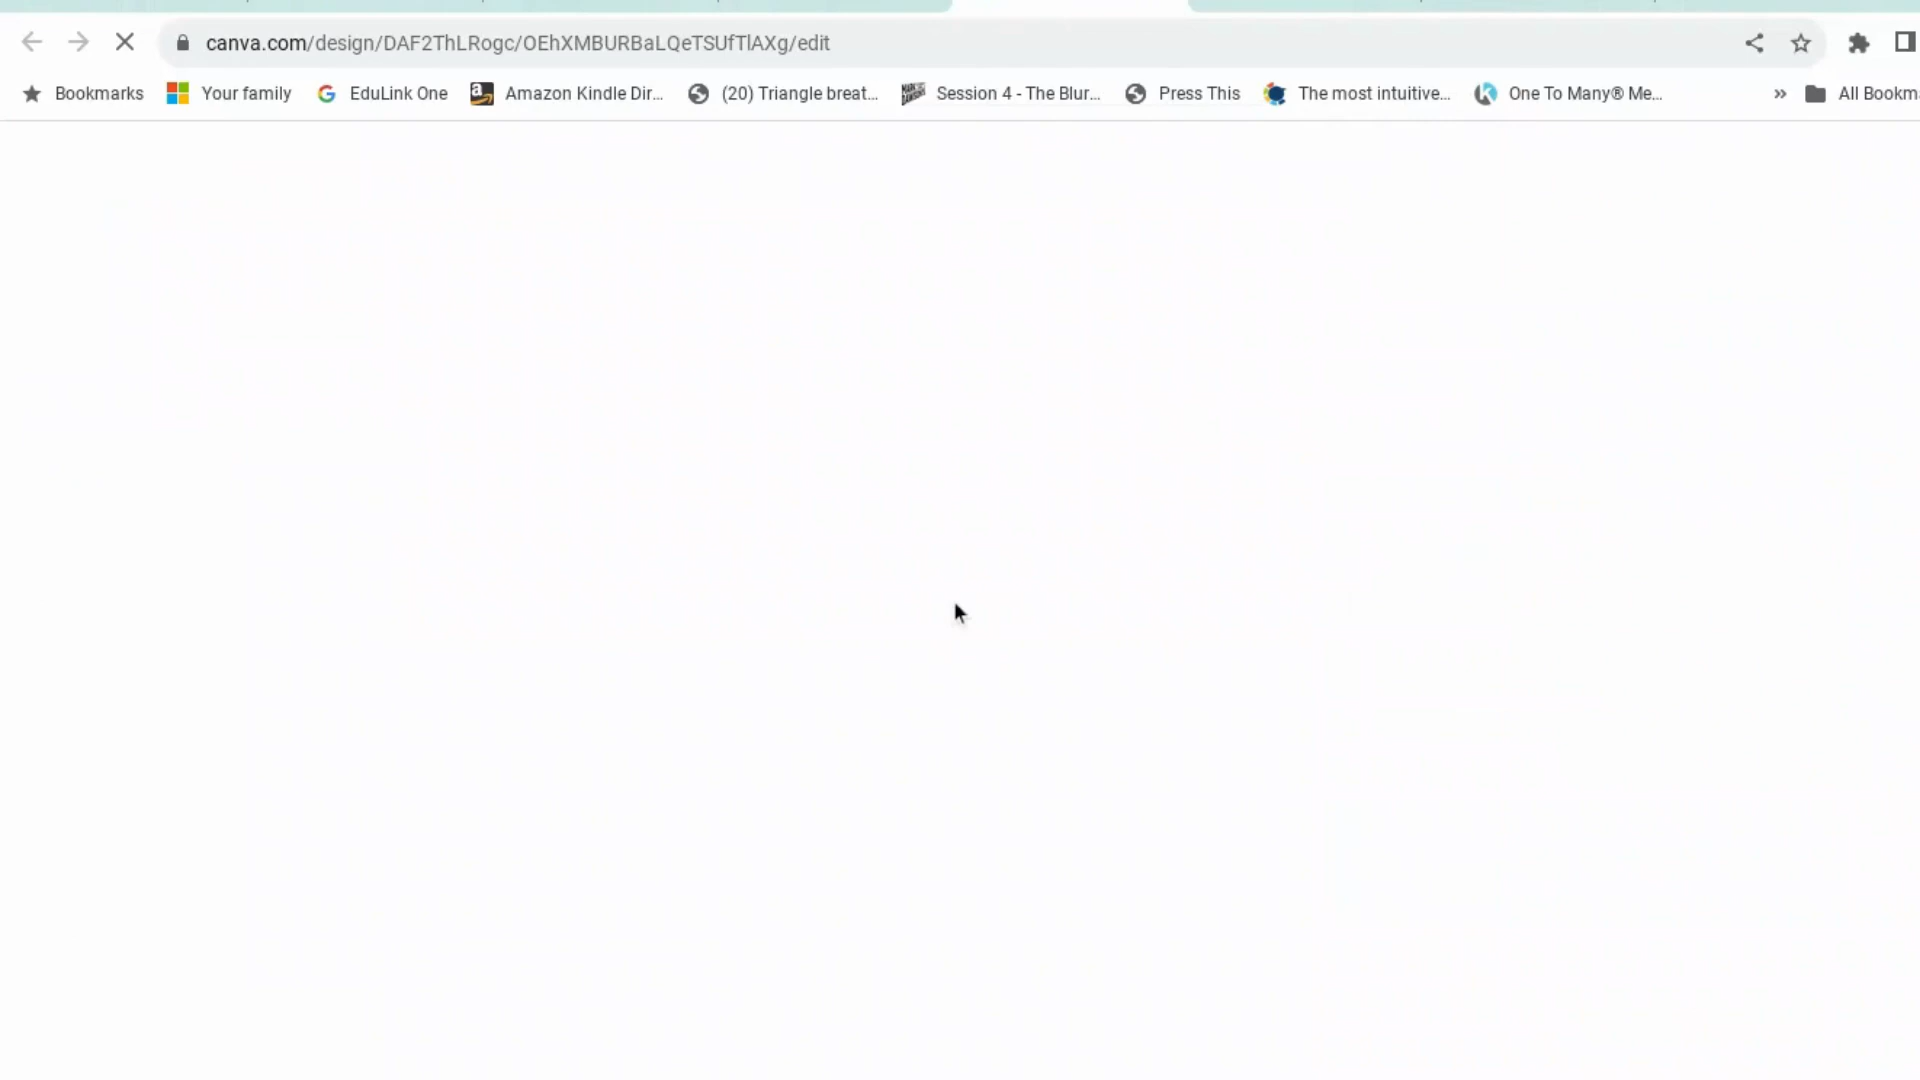 canva.com/design/DAF2ThLRogc/OEhXMBURBaLQeTSUfTlAXg/edit
Bookmarks Your family EduLink One Amazon Kindle Dir... (20) Triangle breat... Session 4 - The Blur... Press This The most intuitive... One To Many® Me... » All Bookma